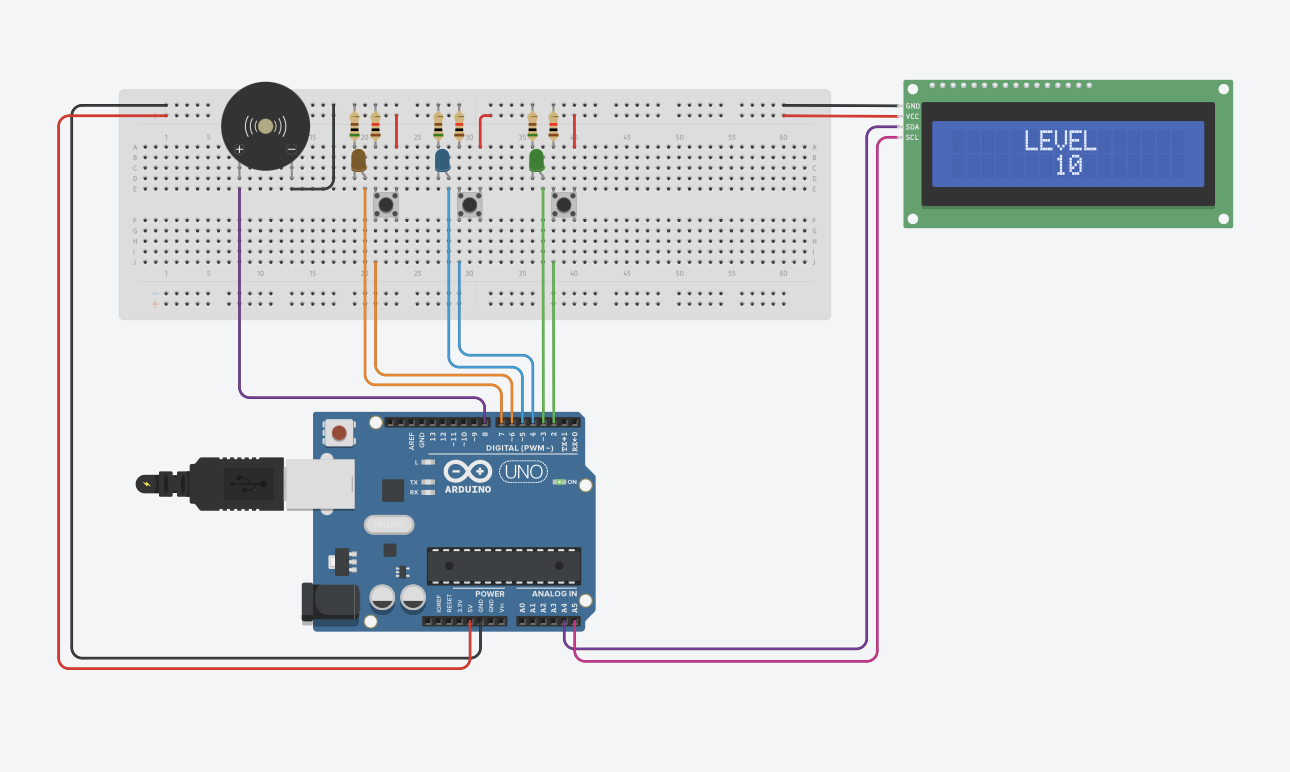 GND
VCC
SDA
SCL
LEVEL
10
1 5 10 15 20 25 30 35 40 45 50 55 60
A A
B B
C C
D D
E E
F F
G G
H H
I I
J J
1 5 10 15 20 25 30 35 40 45 50 55 60
AREF
GND
13
12
~11
~10
~9
8
7
~6
~5
4
~3
2
TX→1
RX←0
DIGITAL (PWM~)
L
TX
RX
ARDUINO
UNO
ON
POWER
ANALOG IN
IOREF
RESET
3.3V
5V
GND
GND
Vin
A0
A1
A2
A3
A4
A5